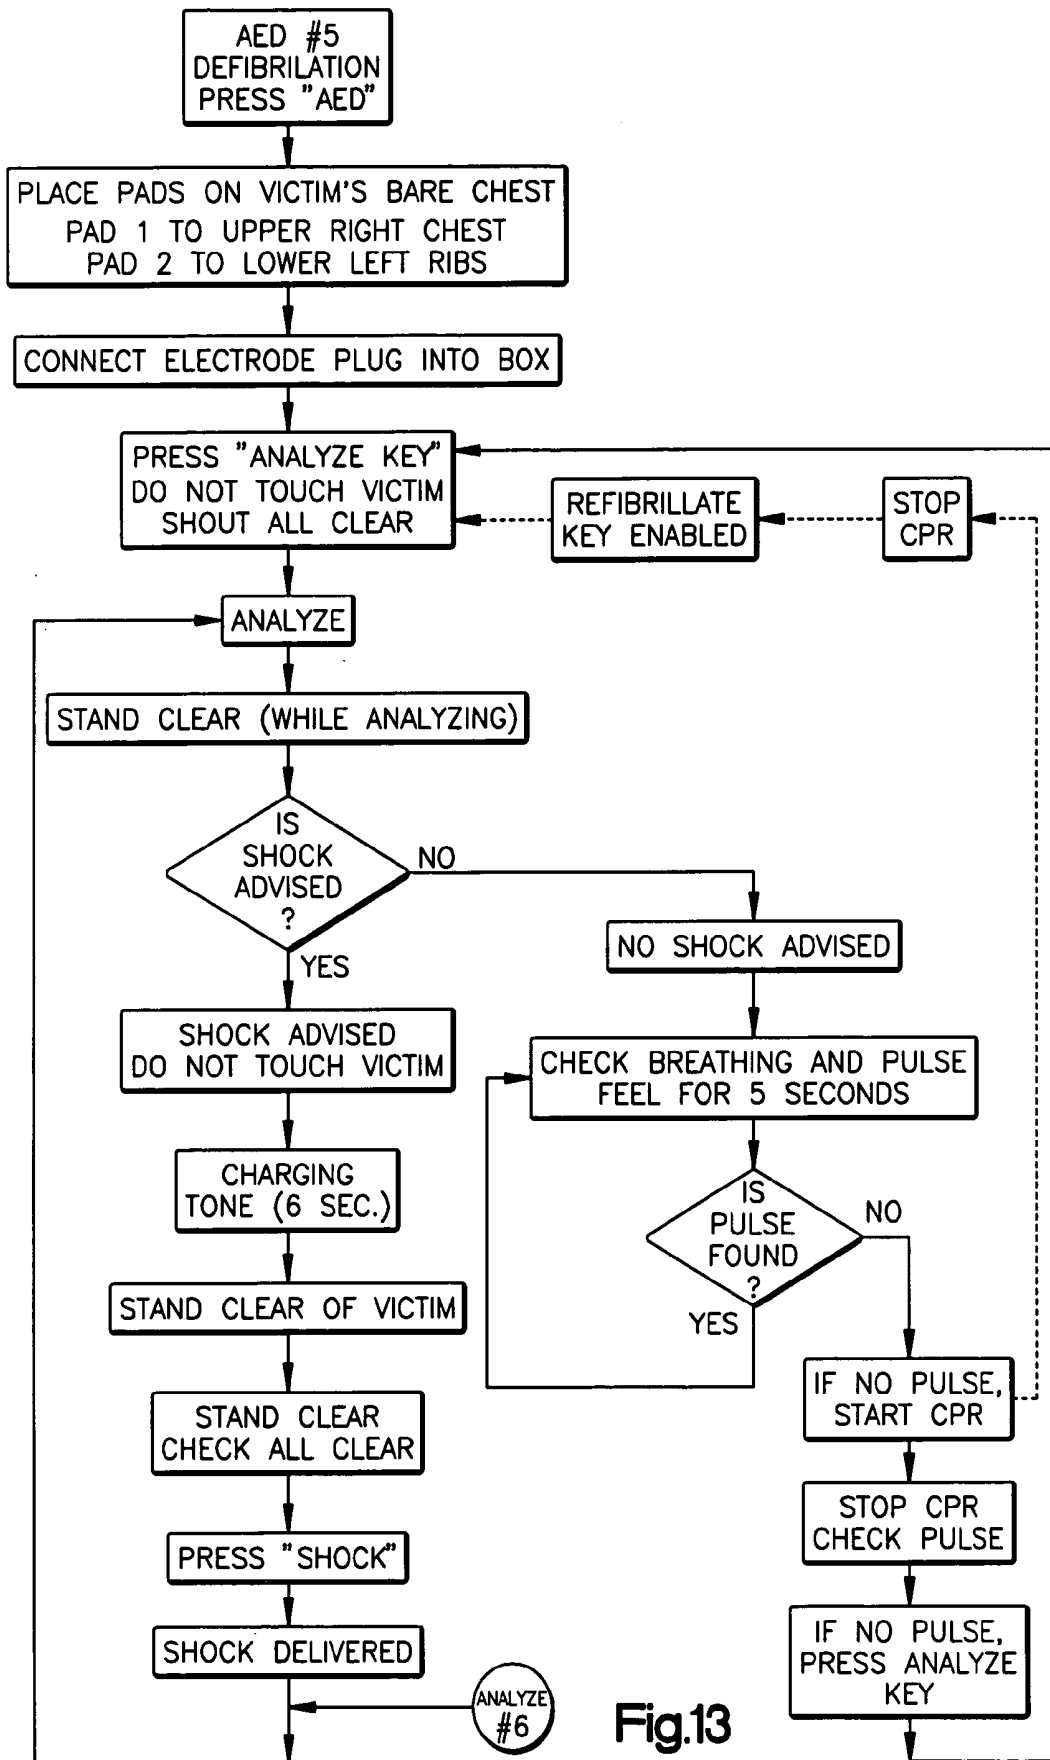 AED #5
DEFIBRILATION
PRESS "AED"
PLACE PADS ON VICTIM'S BARE CHEST
PAD 1 TO UPPER RIGHT CHEST
PAD 2 TO LOWER LEFT RIBS
CONNECT ELECTRODE PLUG INTO BOX
PRESS "ANALYZE KEY"
DO NOT TOUCH VICTIM
SHOUT ALL CLEAR
REFIBRILLATE
KEY ENABLED
STOP
CPR
ANALYZE
STAND CLEAR (WHILE ANALYZING)
IS
SHOCK
ADVISED
?
NO
YES
NO SHOCK ADVISED
SHOCK ADVISED
DO NOT TOUCH VICTIM
CHECK BREATHING AND PULSE
FEEL FOR 5 SECONDS
CHARGING
TONE (6 SEC.)
IS
PULSE
FOUND
?
NO
YES
STAND CLEAR OF VICTIM
IF NO PULSE,
START CPR
STAND CLEAR
CHECK ALL CLEAR
STOP CPR
CHECK PULSE
PRESS "SHOCK"
SHOCK DELIVERED
IF NO PULSE,
PRESS ANALYZE
KEY
ANALYZE
#6
Fig.13